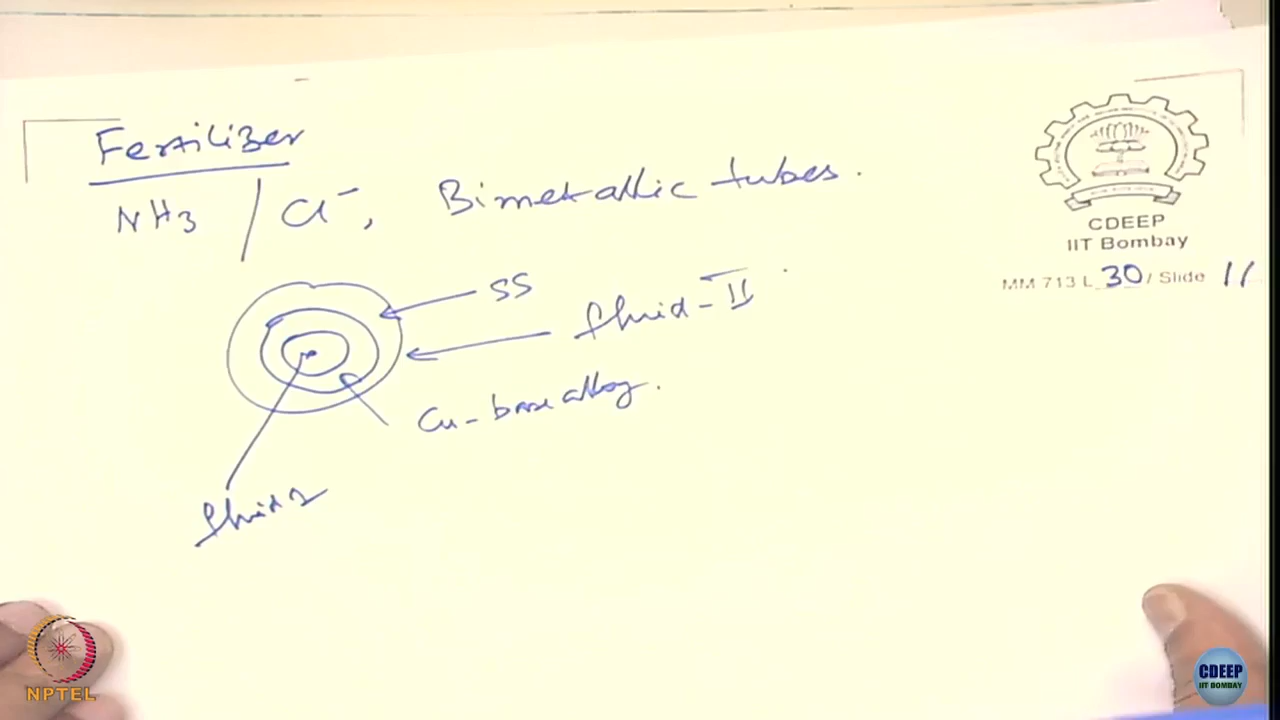 Fertilizer
NH3 / Cl⁻, Bimetallic tubes.
SS
fluid-II
Cu-base alloy.
fluid 1
CDEEP
IIT Bombay
MM 713 L 30 / Slide 11
NPTEL
CDEEP
IIT BOMBAY